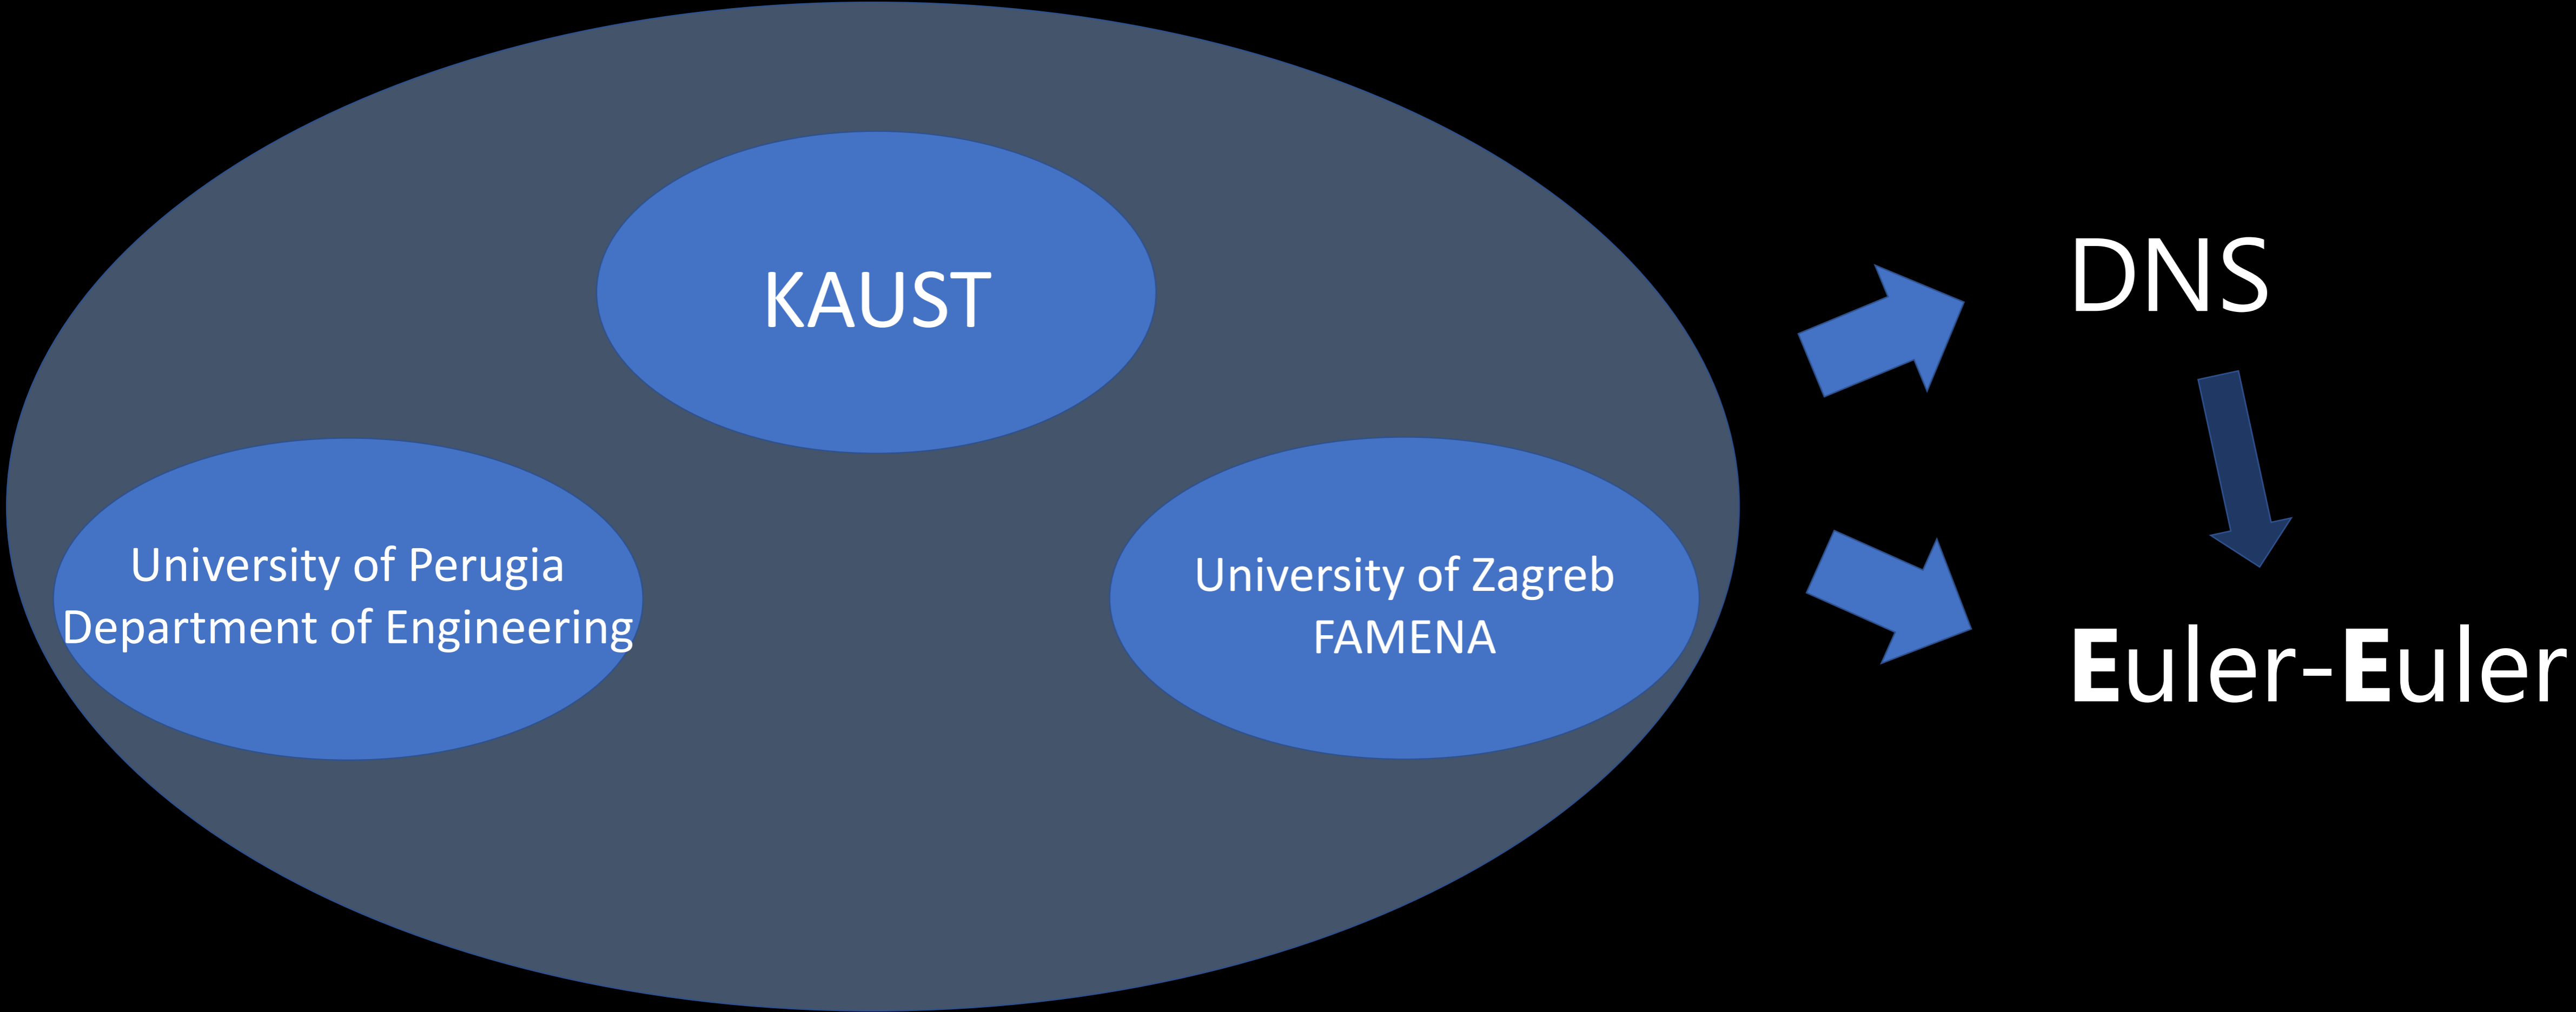 KAUST
University of Perugia
Department of Engineering
University of Zagreb
FAMENA
DNS
Euler-Euler